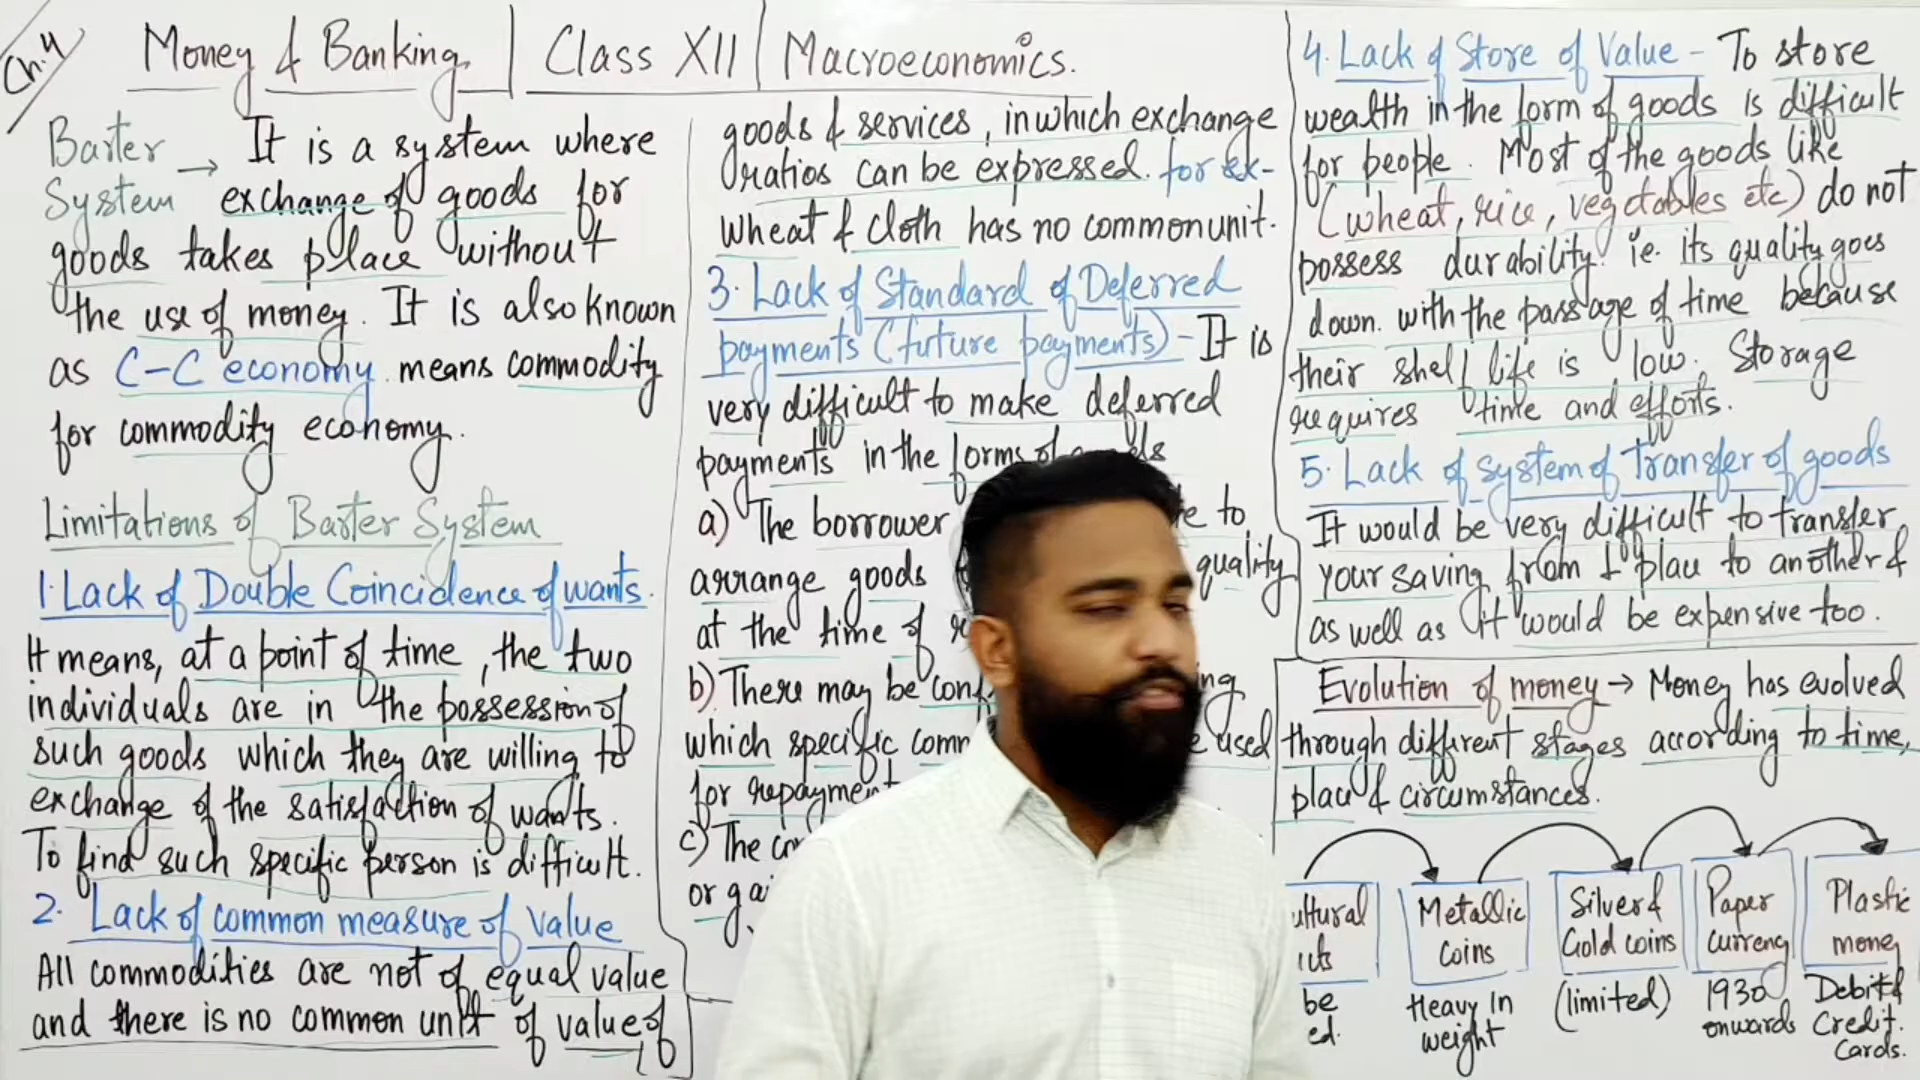 Ch.4
Money & Banking | Class XII | Macroeconomics.
Barter System → It is a system where
exchange of goods for
goods takes place without
the use of money. It is also known
as C-C economy means commodity
for commodity economy.
Limitations of Barter System
1. Lack of Double Coincidence of wants.
It means, at a point of time, the two
individuals are in the possession of
such goods which they are willing to
exchange of the satisfaction of wants.
To find such specific person is difficult.
2. Lack of common measure of value
All commodities are not of equal value
and there is no common unit of value of
goods & services, in which exchange
ratios can be expressed. for ex-
wheat & cloth has no common unit.
3. Lack of Standard of Deferred
payments (future payments) - It is
very difficult to make deferred
payments in the forms of
a) The borrower to
arrange goods quality
at the time of
b) There may be
which specific used
for repayment
c) The
or
4. Lack of Store of Value - To store
wealth in the form of goods is difficult
for people. Most of the goods like
(wheat, rice, vegetables etc) do not
possess durability ie. its quality goes
down with the passage of time because
their shelf life is low. Storage
requires time and efforts.
5. Lack of system of Transfer of goods
It would be very difficult to transfer
your saving from 1 place to another &
as well as it would be expensive too.
Evolution of money → Money has evolved
through different stages according to time,
place & circumstances.
Metallic
Coins
Heavy in
weight
Silver &
Gold coins
(limited)
Paper
currency
1930
onwards
Plastic
money
Debit &
Credit
Cards.